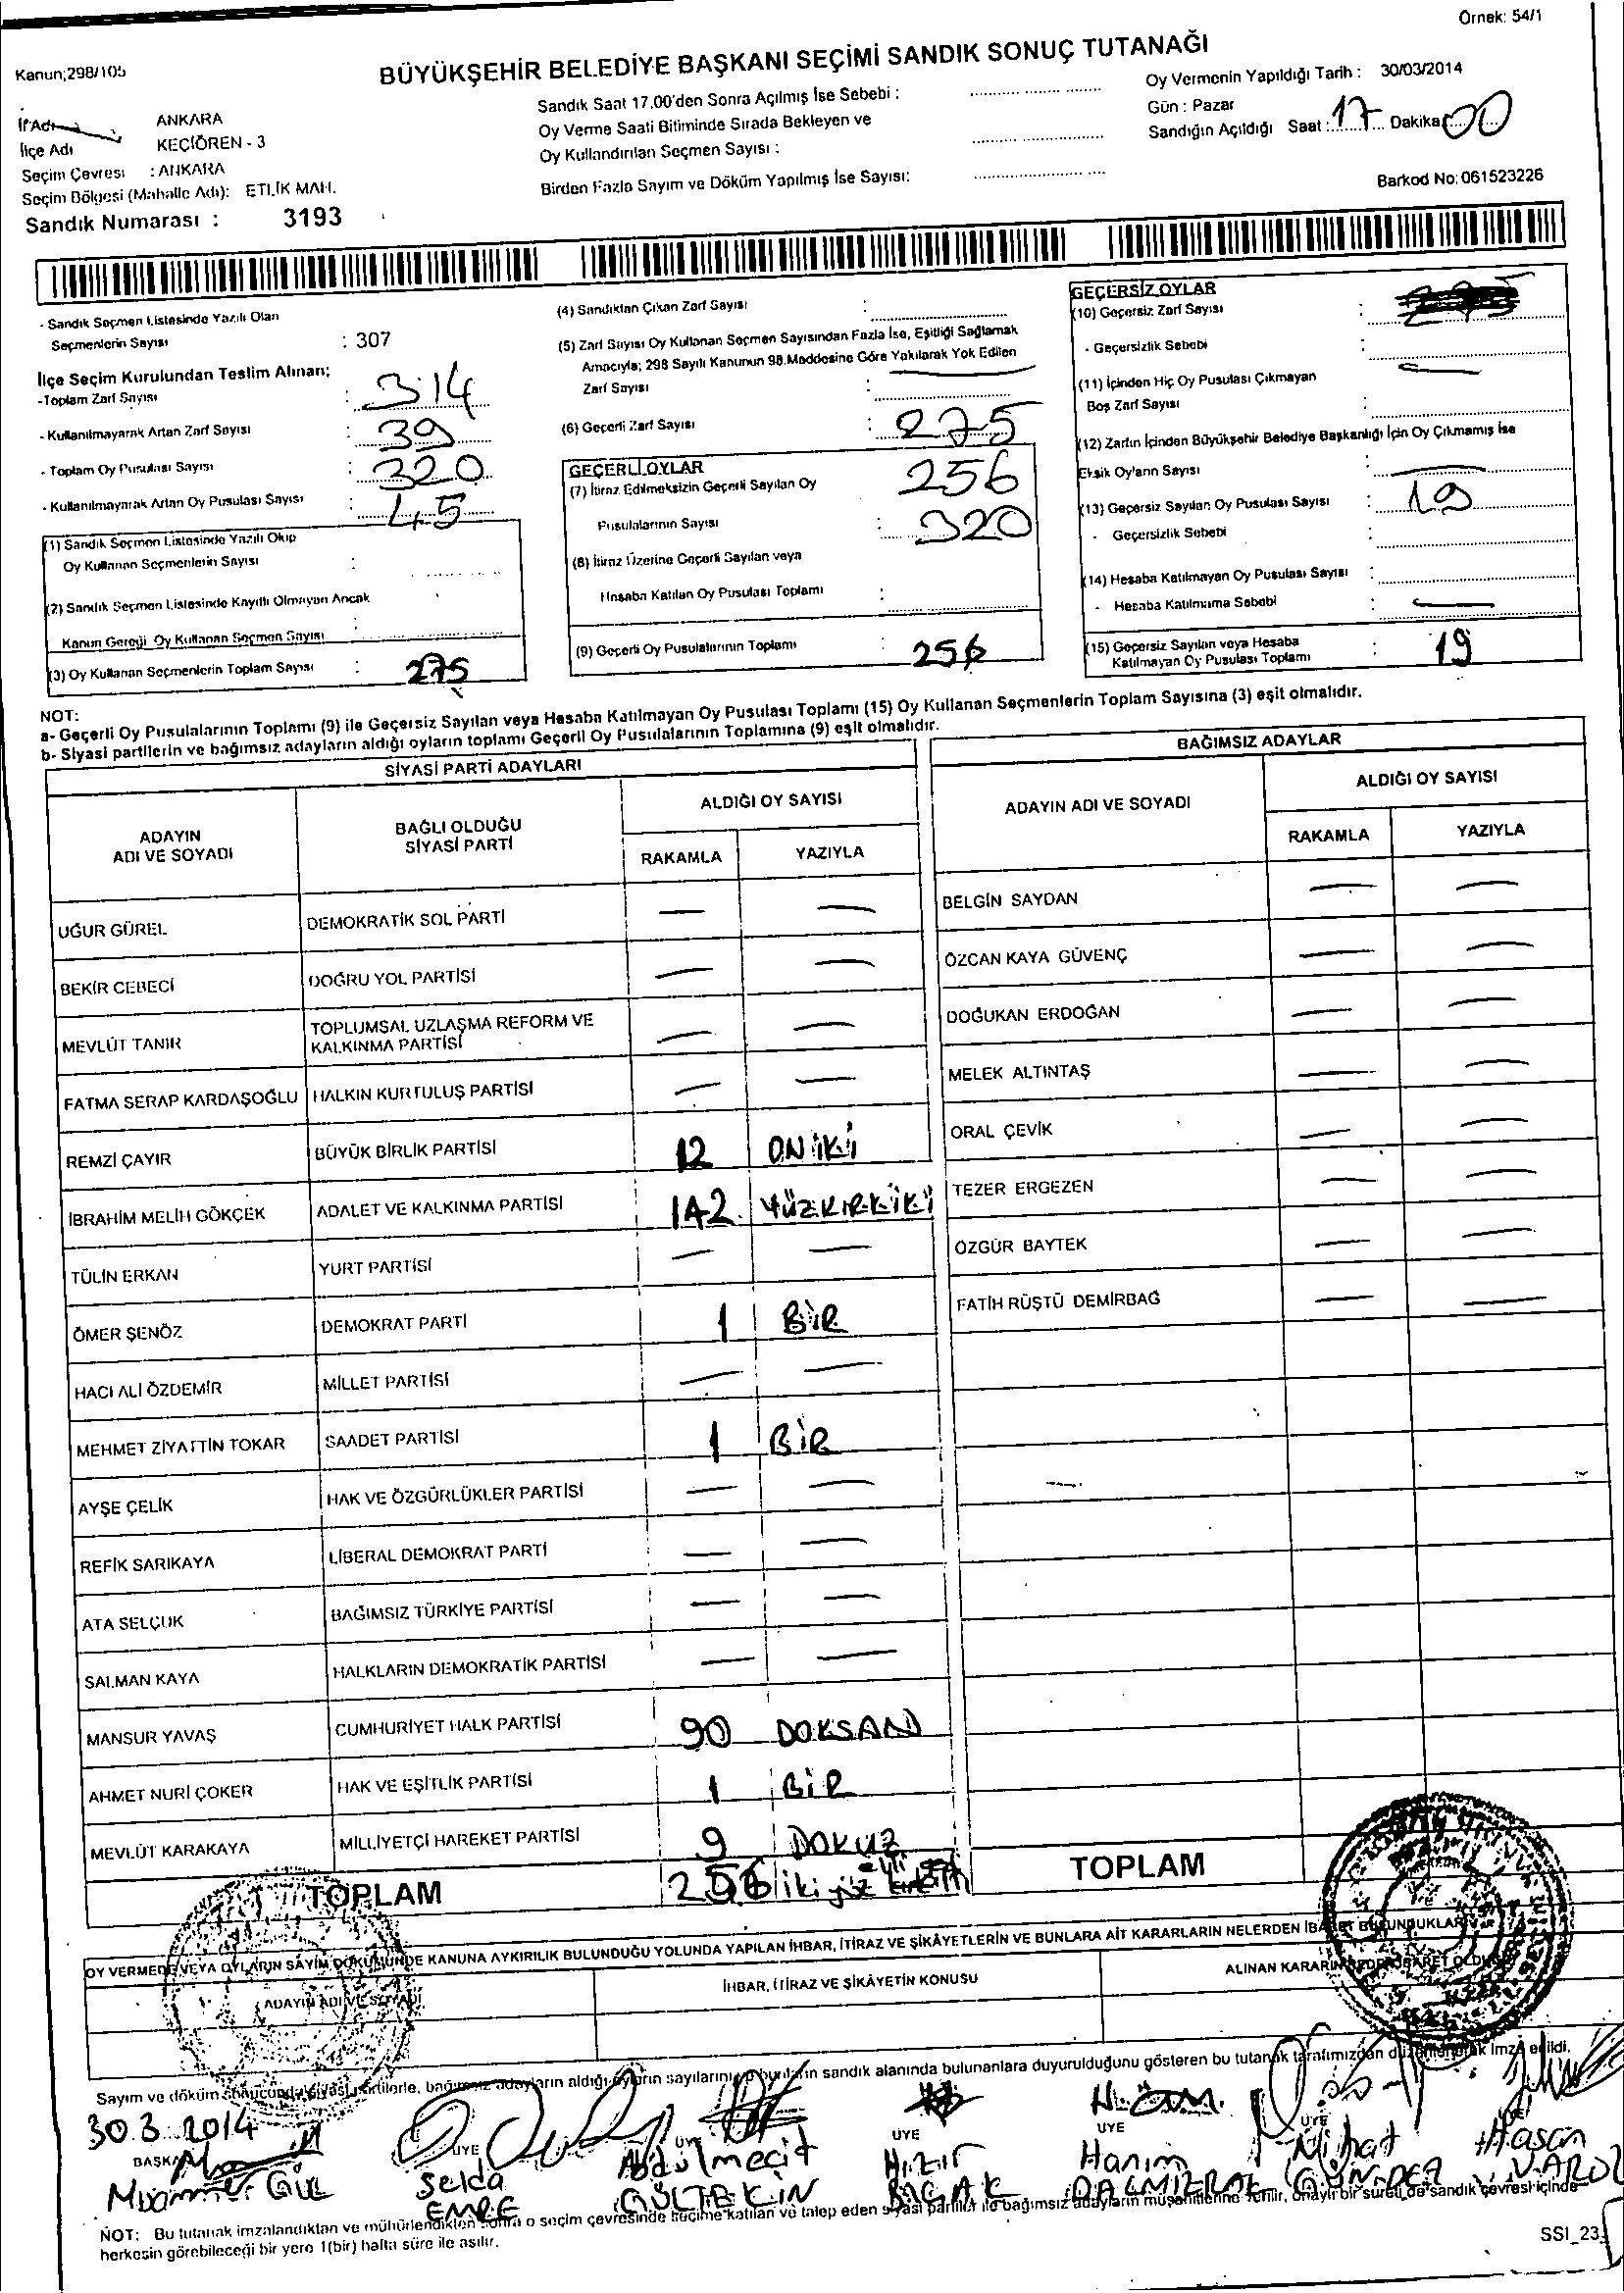 Örnek: 54/1
Kanun;298/105
BÜYÜKŞEHİR BELEDİYE BAŞKANI SEÇİMİ SANDIK SONUÇ TUTANAĞI
Sandık Saat 17.00'den Sonra Açılmış İse Sebebi :
Oy Vermenin Yapıldığı Tarih : 30/03/2014
Gün : Pazar
İl Adı ANKARA
Oy Verme Saati Bitiminde Sırada Bekleyen ve
Sandığın Açıldığı Saat : 17 Dakika 00
İlçe Adı KEÇİÖREN - 3
Oy Kullandırılan Seçmen Sayısı :
Seçim Çevresi : ANKARA
Seçim Bölgesi (Mahalle Adı): ETLİK MAH.
Birden Fazla Sayım ve Döküm Yapılmış İse Sayısı:
Barkod No: 061523226
Sandık Numarası : 3193
- Sandık Seçmen Listesinde Yazılı Olan
Seçmenlerin Sayısı : 307
İlçe Seçim Kurulundan Teslim Alınan;
-Toplam Zarf Sayısı : 314
- Kullanılmayarak Artan Zarf Sayısı : 39
- Toplam Oy Pusulası Sayısı : 320
- Kullanılmayarak Artan Oy Pusulası Sayısı : 45
(1) Sandık Seçmen Listesinde Yazılı Olup
Oy Kullanan Seçmenlerin Sayısı :
(2) Sandık Seçmen Listesinde Kayıtlı Olmayan Ancak
Kanun Gereği Oy Kullanan Seçmen Sayısı :
(3) Oy Kullanan Seçmenlerin Toplam Sayısı : 275
(4) Sandıktan Çıkan Zarf Sayısı :
(5) Zarf Sayısı Oy Kullanan Seçmen Sayısından Fazla İse, Eşitliği Sağlamak
Amacıyla; 298 Sayılı Kanunun 98.Maddesine Göre Yakılarak Yok Edilen
Zarf Sayısı :
(6) Geçerli Zarf Sayısı : 275
GEÇERLİ OYLAR
(7) İtiraz Edilmeksizin Geçerli Sayılan Oy 256
Pusulalarının Sayısı : 320
(8) İtiraz Üzerine Geçerli Sayılan veya
Hesaba Katılan Oy Pusulası Toplamı :
(9) Geçerli Oy Pusulalarının Toplamı : 256
GEÇERSİZ OYLAR
(10) Geçersiz Zarf Sayısı :
- Geçersizlik Sebebi :
(11) İçinden Hiç Oy Pusulası Çıkmayan
Boş Zarf Sayısı :
(12) Zarfın İçinden Büyükşehir Belediye Başkanlığı İçin Oy Çıkmamış İse
Eksik Oyların Sayısı :
(13) Geçersiz Sayılan Oy Pusulası Sayısı : 19
- Geçersizlik Sebebi :
(14) Hesaba Katılmayan Oy Pusulası Sayısı :
- Hesaba Katılmama Sebebi :
(15) Geçersiz Sayılan veya Hesaba
Katılmayan Oy Pusulası Toplamı : 19
NOT:
a- Geçerli Oy Pusulalarının Toplamı (9) ile Geçersiz Sayılan veya Hesaba Katılmayan Oy Pusulası Toplamı (15) Oy Kullanan Seçmenlerin Toplam Sayısına (3) eşit olmalıdır.
b- Siyasi partilerin ve bağımsız adayların aldığı oyların toplamı Geçerli Oy Pusulalarının Toplamına (9) eşit olmalıdır.
SİYASİ PARTİ ADAYLARI
ADAYIN
ADI VE SOYADI
BAĞLI OLDUĞU
SİYASİ PARTİ
ALDIĞI OY SAYISI
RAKAMLA YAZIYLA
UĞUR GÜREL DEMOKRATİK SOL PARTİ — —
BEKİR CEBECİ DOĞRU YOL PARTİSİ — —
MEVLÜT TANIR TOPLUMSAL UZLAŞMA REFORM VE
KALKINMA PARTİSİ — —
FATMA SERAP KARDAŞOĞLU HALKIN KURTULUŞ PARTİSİ — —
REMZİ ÇAYIR BÜYÜK BİRLİK PARTİSİ 12 ONİKİ
İBRAHİM MELİH GÖKÇEK ADALET VE KALKINMA PARTİSİ 142 YÜZKIRKİKİ
TÜLİN ERKAN YURT PARTİSİ — —
ÖMER ŞENÖZ DEMOKRAT PARTİ 1 BİR
HACI ALİ ÖZDEMİR MİLLET PARTİSİ — —
MEHMET ZİYATTİN TOKAR SAADET PARTİSİ 1 BİR
AYŞE ÇELİK HAK VE ÖZGÜRLÜKLER PARTİSİ — —
REFİK SARIKAYA LİBERAL DEMOKRAT PARTİ — —
ATA SELÇUK BAĞIMSIZ TÜRKİYE PARTİSİ — —
SALMAN KAYA HALKLARIN DEMOKRATİK PARTİSİ — —
MANSUR YAVAŞ CUMHURİYET HALK PARTİSİ 90 DOKSAN
AHMET NURİ ÇOKER HAK VE EŞİTLİK PARTİSİ 1 BİR
MEVLÜT KARAKAYA MİLLİYETÇİ HAREKET PARTİSİ 9 DOKUZ
TOPLAM 256 iki yüz elli
BAĞIMSIZ ADAYLAR
ADAYIN ADI VE SOYADI
ALDIĞI OY SAYISI
RAKAMLA YAZIYLA
BELGİN SAYDAN — —
ÖZCAN KAYA GÜVENÇ — —
DOĞUKAN ERDOĞAN — —
MELEK ALTINTAŞ — —
ORAL ÇEVİK — —
TEZER ERGEZEN — —
ÖZGÜR BAYTEK — —
FATİH RÜŞTÜ DEMİRBAĞ — —
TOPLAM
OY VERMEDE VEYA OYLARIN SAYIM DÖKÜMÜNDE KANUNA AYKIRILIK BULUNDUĞU YOLUNDA YAPILAN İHBAR, İTİRAZ VE ŞİKÂYETLERİN VE BUNLARA AİT KARARLARIN NELERDEN İBARET BULUNDUKLARI
ADAYIN ADI VE SOYADI İHBAR, İTİRAZ VE ŞİKÂYETİN KONUSU ALINAN KARARIN
Sayım ve döküm sonucunda siyasi partilerle, bağımsız adayların aldığı oyların sayılarını ve bunların sandık alanında bulunanlara duyurulduğunu gösteren bu tutanak tarafımızdan düzenlenerek imza edildi.
30.3.2014
BAŞKAN ÜYE ÜYE ÜYE ÜYE ÜYE ÜYE
Muammer GÜL
Selda
EMRE
Abdülmecit
GÜLTEKİN
Hızır
Hanım
Nihat
Hasan
VAROL
NOT: Bu tutanak imzalandıktan ve mühürlendikten sonra o seçim çevresinde seçime katılan ve talep eden siyasi partiler ile bağımsız adayların müşahitlerine verilir, onaylı bir sureti de sandık çevresi içinde
herkesin görebileceği bir yere 1(bir) hafta süre ile asılır.
SSI_23